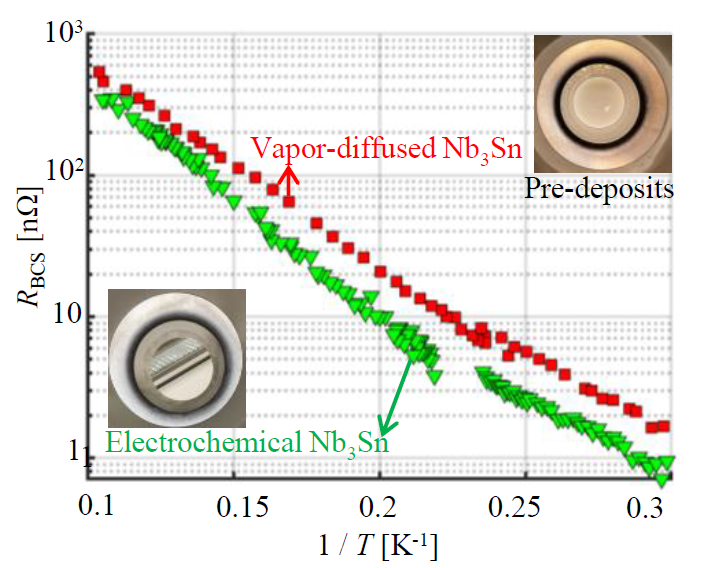 10³
Vapor-diffused Nb₃Sn
Pre-deposits
10²
R_BCS [nΩ]
10
Electrochemical Nb₃Sn
1
0.1 0.15 0.2 0.25 0.3
1 / T [K⁻¹]